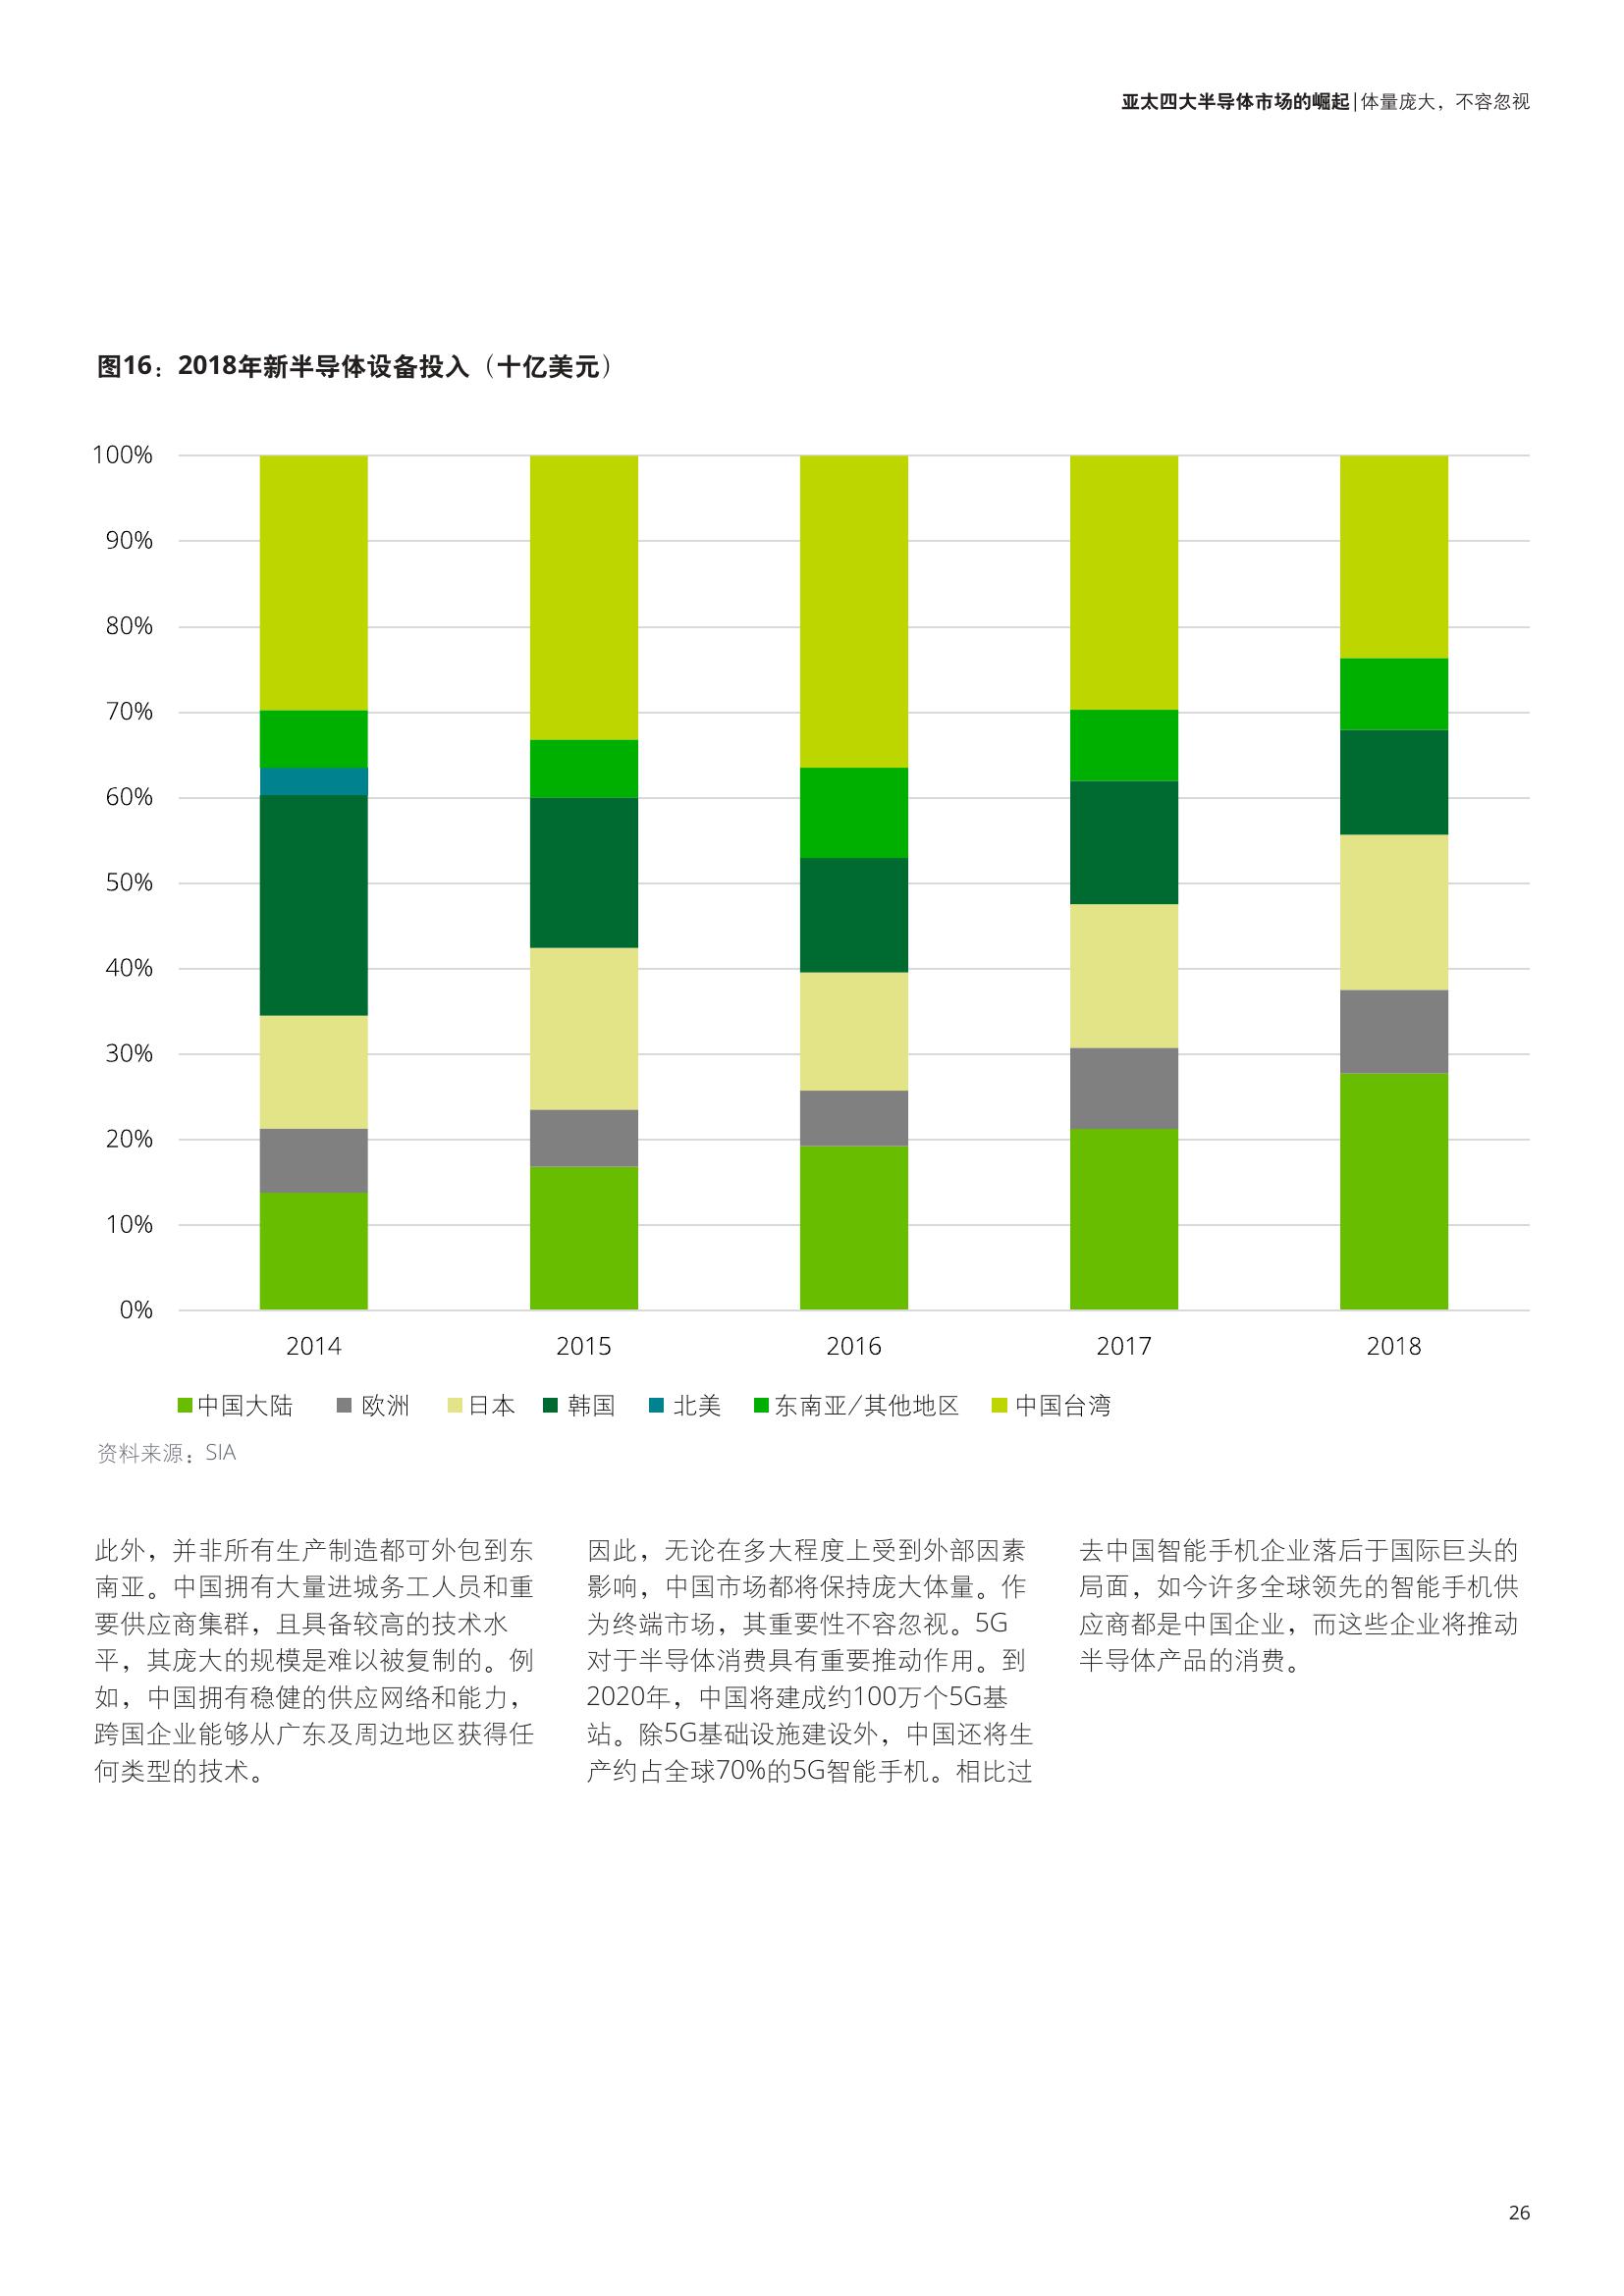 亚太四大半导体市场的崛起|体量庞大，不容忽视
图16：2018年新半导体设备投入（十亿美元）
100%
90%
80%
70%
60%
50%
40%
30%
20%
10%
0%
2014 2015 2016 2017 2018
中国大陆 欧洲 日本 韩国 北美 东南亚/其他地区 中国台湾
资料来源：SIA
此外，并非所有生产制造都可外包到东
南亚。中国拥有大量进城务工人员和重
要供应商集群，且具备较高的技术水
平，其庞大的规模是难以被复制的。例
如，中国拥有稳健的供应网络和能力，
跨国企业能够从广东及周边地区获得任
何类型的技术。
因此，无论在多大程度上受到外部因素
影响，中国市场都将保持庞大体量。作
为终端市场，其重要性不容忽视。5G
对于半导体消费具有重要推动作用。到
2020年，中国将建成约100万个5G基
站。除5G基础设施建设外，中国还将生
产约占全球70%的5G智能手机。相比过
去中国智能手机企业落后于国际巨头的
局面，如今许多全球领先的智能手机供
应商都是中国企业，而这些企业将推动
半导体产品的消费。
26